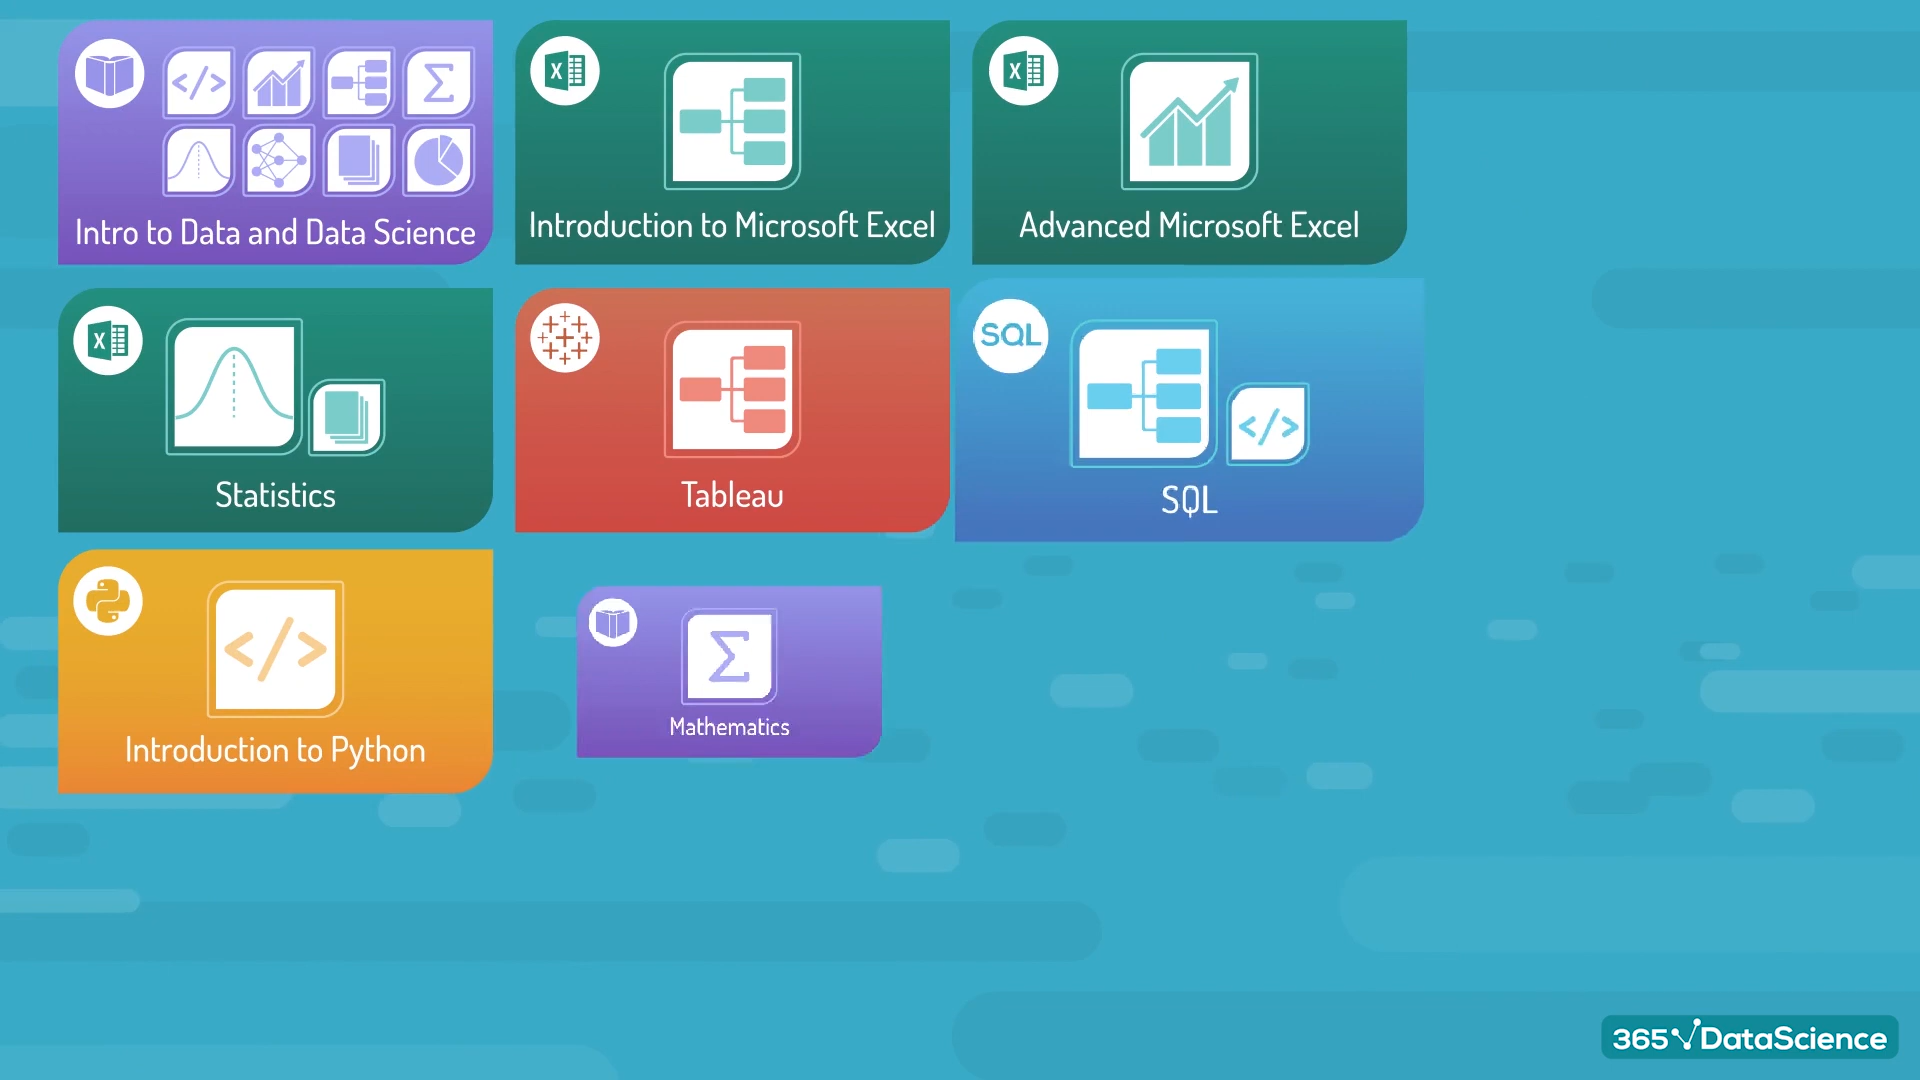 Intro to Data and Data Science
X
Introduction to Microsoft Excel
X
Advanced Microsoft Excel
X
Statistics
Tableau
SQL
SQL
Introduction to Python
Mathematics
365 DataScience